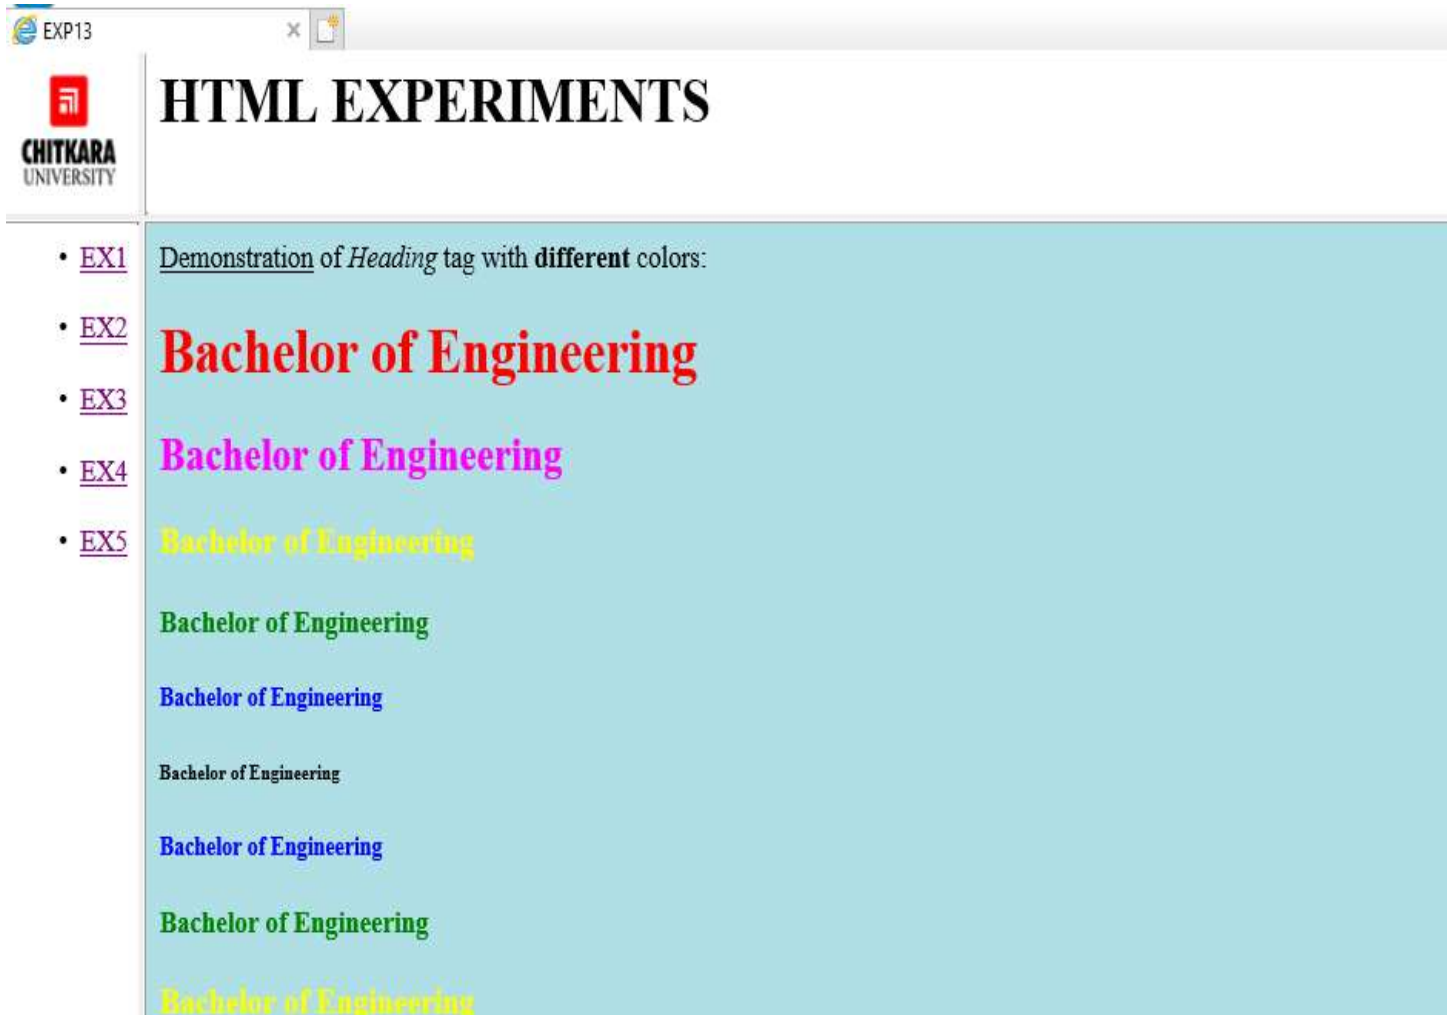 EXP13
CHITKARA
UNIVERSITY
HTML EXPERIMENTS
• EX1
• EX2
• EX3
• EX4
• EX5
Demonstration of Heading tag with different colors:
Bachelor of Engineering
Bachelor of Engineering
Bachelor of Engineering
Bachelor of Engineering
Bachelor of Engineering
Bachelor of Engineering
Bachelor of Engineering
Bachelor of Engineering
Bachelor of Engineering